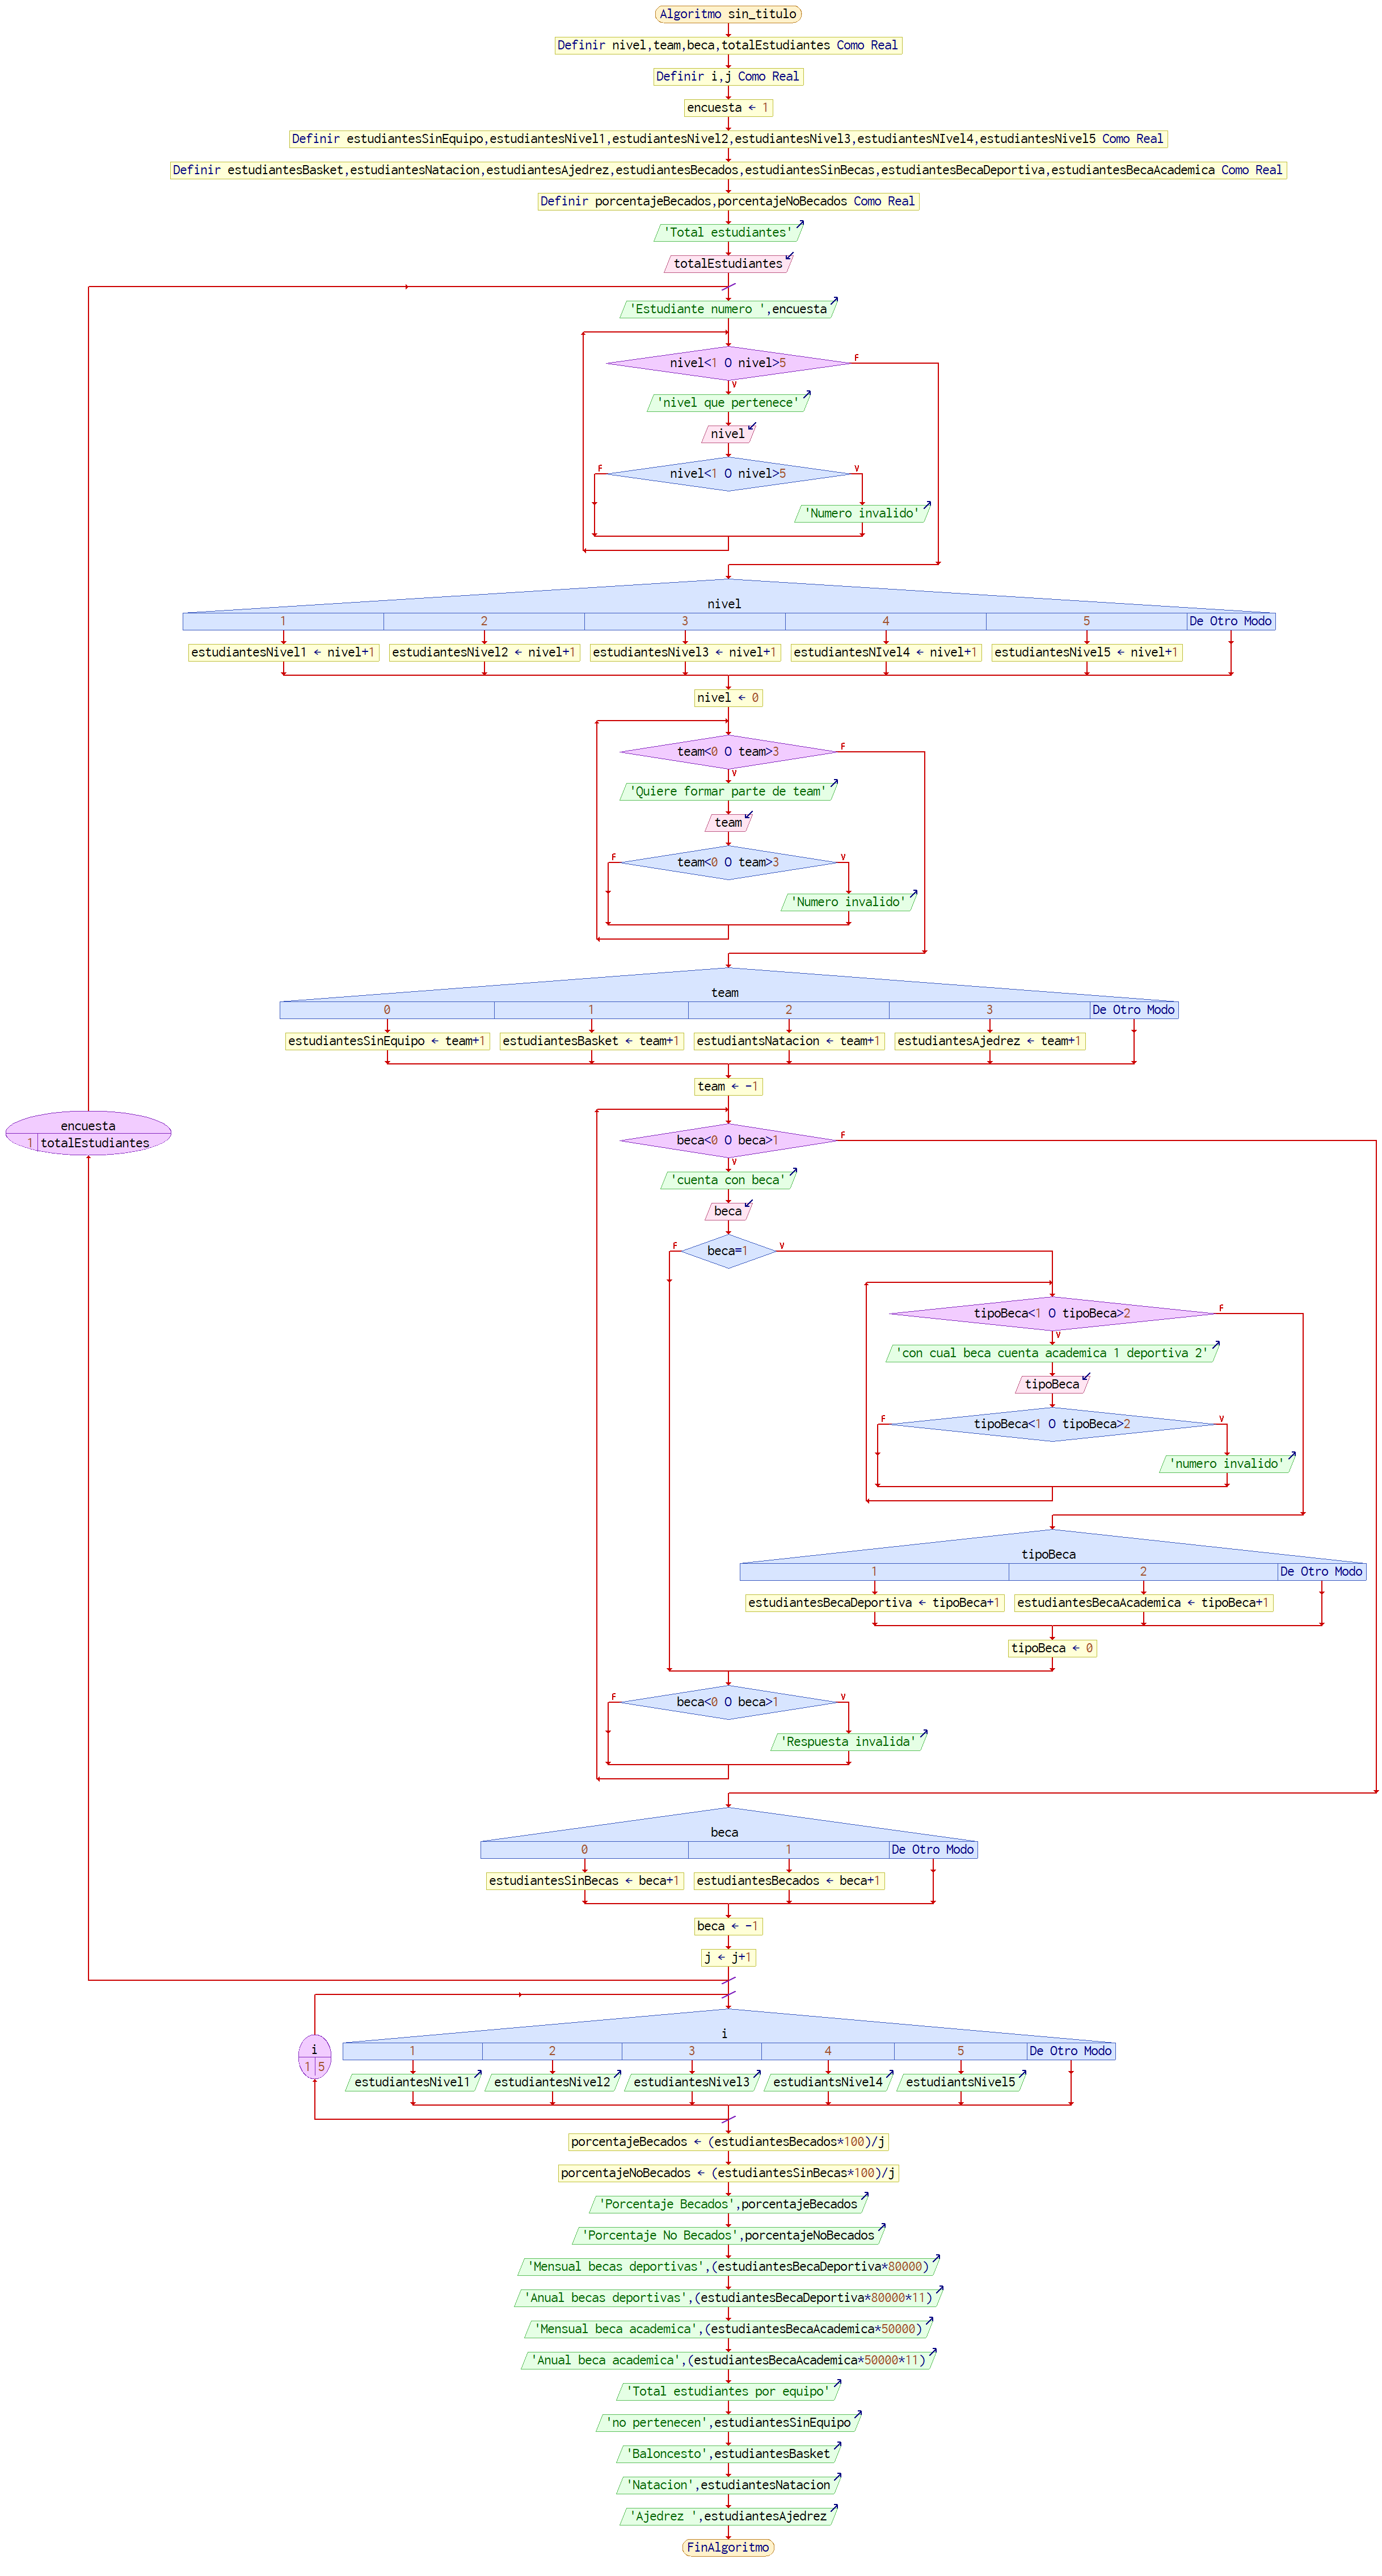 Algoritmo sin_titulo
Definir nivel,team,beca,totalEstudiantes Como Real
Definir i,j Como Real
encuesta ← 1
Definir estudiantesSinEquipo,estudiantesNivel1,estudiantesNivel2,estudiantesNivel3,estudiantesNIvel4,estudiantesNivel5 Como Real
Definir estudiantesBasket,estudiantesNatacion,estudiantesAjedrez,estudiantesBecados,estudiantesSinBecas,estudiantesBecaDeportiva,estudiantesBecaAcademica Como Real
Definir porcentajeBecados,porcentajeNoBecados Como Real
'Total estudiantes'
totalEstudiantes
'Estudiante numero ',encuesta
nivel<1 O nivel>5
F
V
'nivel que pertenece'
nivel
F
nivel<1 O nivel>5
V
'Numero invalido'
nivel
1 2 3 4 5 De Otro Modo
estudiantesNivel1 ← nivel+1 estudiantesNivel2 ← nivel+1 estudiantesNivel3 ← nivel+1 estudiantesNIvel4 ← nivel+1 estudiantesNivel5 ← nivel+1
nivel ← 0
team<0 O team>3
F
V
'Quiere formar parte de team'
team
F
team<0 O team>3
V
'Numero invalido'
team
0 1 2 3 De Otro Modo
estudiantesSinEquipo ← team+1 estudiantesBasket ← team+1 estudiantsNatacion ← team+1 estudiantesAjedrez ← team+1
team ← -1
encuesta
1 totalEstudiantes
beca<0 O beca>1
F
V
'cuenta con beca'
beca
F
beca=1
V
tipoBeca<1 O tipoBeca>2
F
V
'con cual beca cuenta academica 1 deportiva 2'
tipoBeca
F
tipoBeca<1 O tipoBeca>2
V
'numero invalido'
tipoBeca
1 2 De Otro Modo
estudiantesBecaDeportiva ← tipoBeca+1 estudiantesBecaAcademica ← tipoBeca+1
tipoBeca ← 0
F
beca<0 O beca>1
V
'Respuesta invalida'
beca
0 1 De Otro Modo
estudiantesSinBecas ← beca+1 estudiantesBecados ← beca+1
beca ← -1
j ← j+1
i
1 5
i
1 2 3 4 5 De Otro Modo
estudiantesNivel1 estudiantesNivel2 estudiantesNivel3 estudiantsNivel4 estudiantsNivel5
porcentajeBecados ← (estudiantesBecados*100)/j
porcentajeNoBecados ← (estudiantesSinBecas*100)/j
'Porcentaje Becados',porcentajeBecados
'Porcentaje No Becados',porcentajeNoBecados
'Mensual becas deportivas',(estudiantesBecaDeportiva*80000)
'Anual becas deportivas',(estudiantesBecaDeportiva*80000*11)
'Mensual beca academica',(estudiantesBecaAcademica*50000)
'Anual beca academica',(estudiantesBecaAcademica*50000*11)
'Total estudiantes por equipo'
'no pertenecen',estudiantesSinEquipo
'Baloncesto',estudiantesBasket
'Natacion',estudiantesNatacion
'Ajedrez ',estudiantesAjedrez
FinAlgoritmo